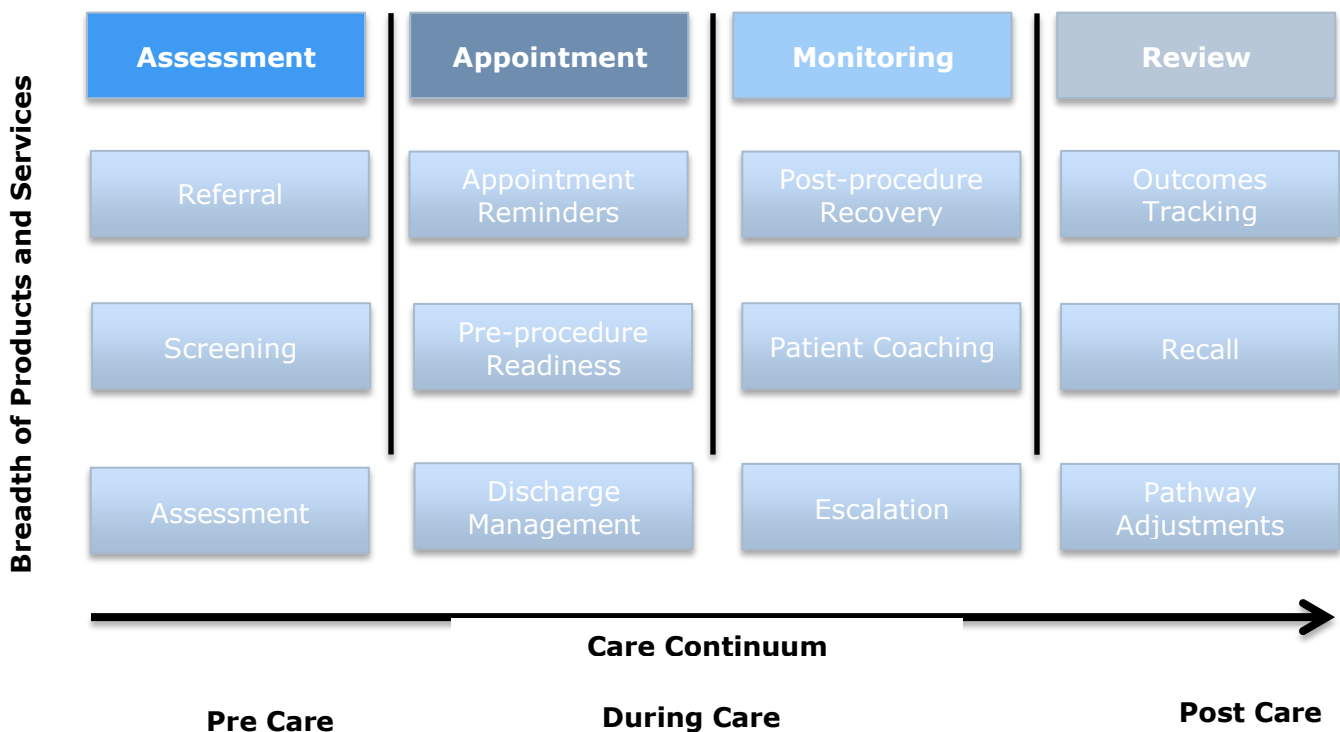 Breadth of Products and Services
Assessment
Appointment
Monitoring
Review
Referral
Appointment
Reminders
Post-procedure
Recovery
Outcomes
Tracking
Screening
Pre-procedure
Readiness
Patient Coaching
Recall
Assessment
Discharge
Management
Escalation
Pathway
Adjustments
Care Continuum
Pre Care
During Care
Post Care